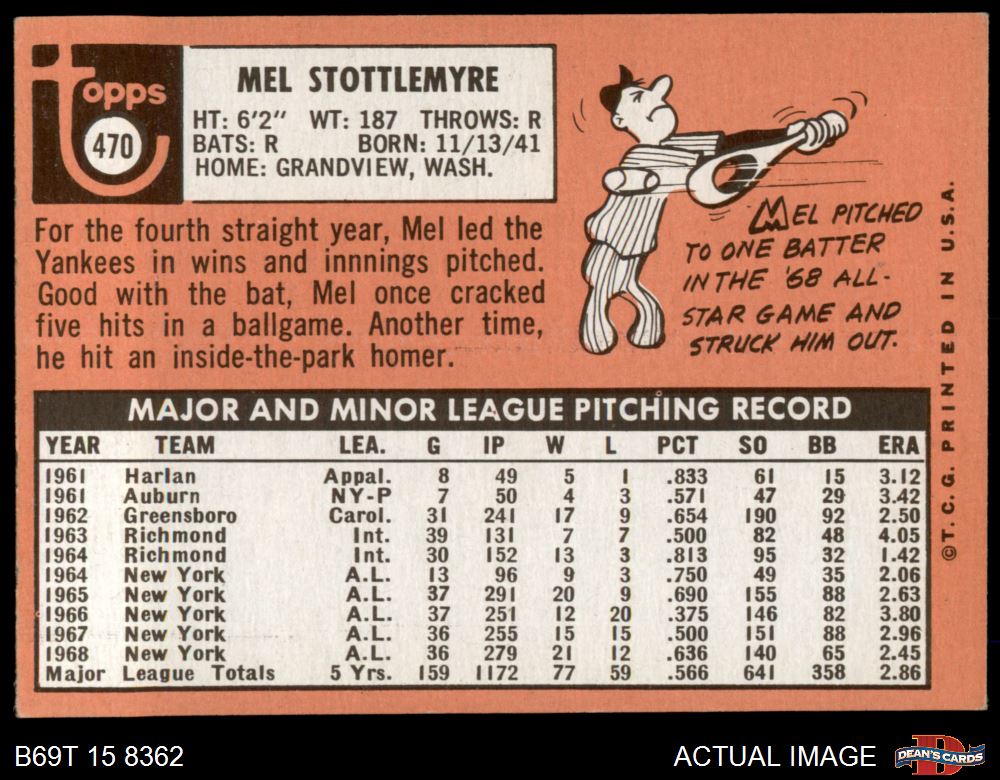 topps
470
MEL STOTTLEMYRE
HT: 6'2" WT: 187 THROWS: R
BATS: R BORN: 11/13/41
HOME: GRANDVIEW, WASH.
For the fourth straight year, Mel led the
Yankees in wins and innnings pitched.
Good with the bat, Mel once cracked
five hits in a ballgame. Another time,
he hit an inside-the-park homer.
MEL PITCHED
TO ONE BATTER
IN THE '68 ALL-
STAR GAME AND
STRUCK HIM OUT.
©T.C.G. PRINTED IN U.S.A.
MAJOR AND MINOR LEAGUE PITCHING RECORD
YEAR TEAM LEA. G IP W L PCT SO BB ERA
1961 Harlan Appal. 8 49 5 1 .833 61 15 3.12
1961 Auburn NY-P 7 50 4 3 .571 47 29 3.42
1962 Greensboro Carol. 31 241 17 9 .654 190 92 2.50
1963 Richmond Int. 39 131 7 7 .500 82 48 4.05
1964 Richmond Int. 30 152 13 3 .813 95 32 1.42
1964 New York A.L. 13 96 9 3 .750 49 35 2.06
1965 New York A.L. 37 291 20 9 .690 155 88 2.63
1966 New York A.L. 37 251 12 20 .375 146 82 3.80
1967 New York A.L. 36 255 15 15 .500 151 88 2.96
1968 New York A.L. 36 279 21 12 .636 140 65 2.45
Major League Totals 5 Yrs. 159 1172 77 59 .566 641 358 2.86
B69T 15 8362
ACTUAL IMAGE
DEAN'S CARDS